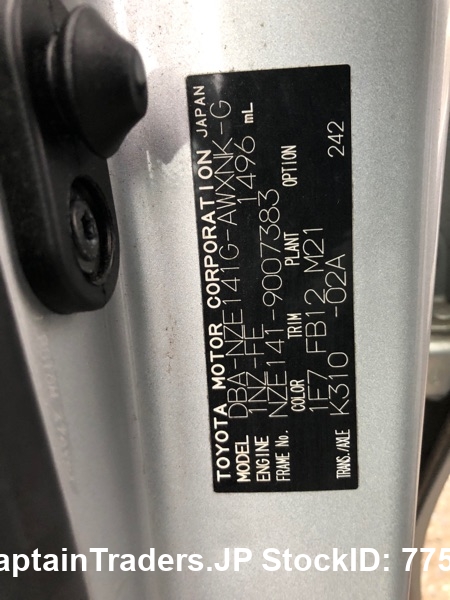 TOYOTA MOTOR CORPORATION JAPAN
MODEL DBA-NZE141G-AWXNK-G
ENGINE 1NZ-FE 1496 mL
FRAME No. NZE141-9007383
COLOR TRIM PLANT OPTION
1F7 FB12 M21 242
TRANS./AXLE K310 -02A
aptainTraders.JP StockID: 775